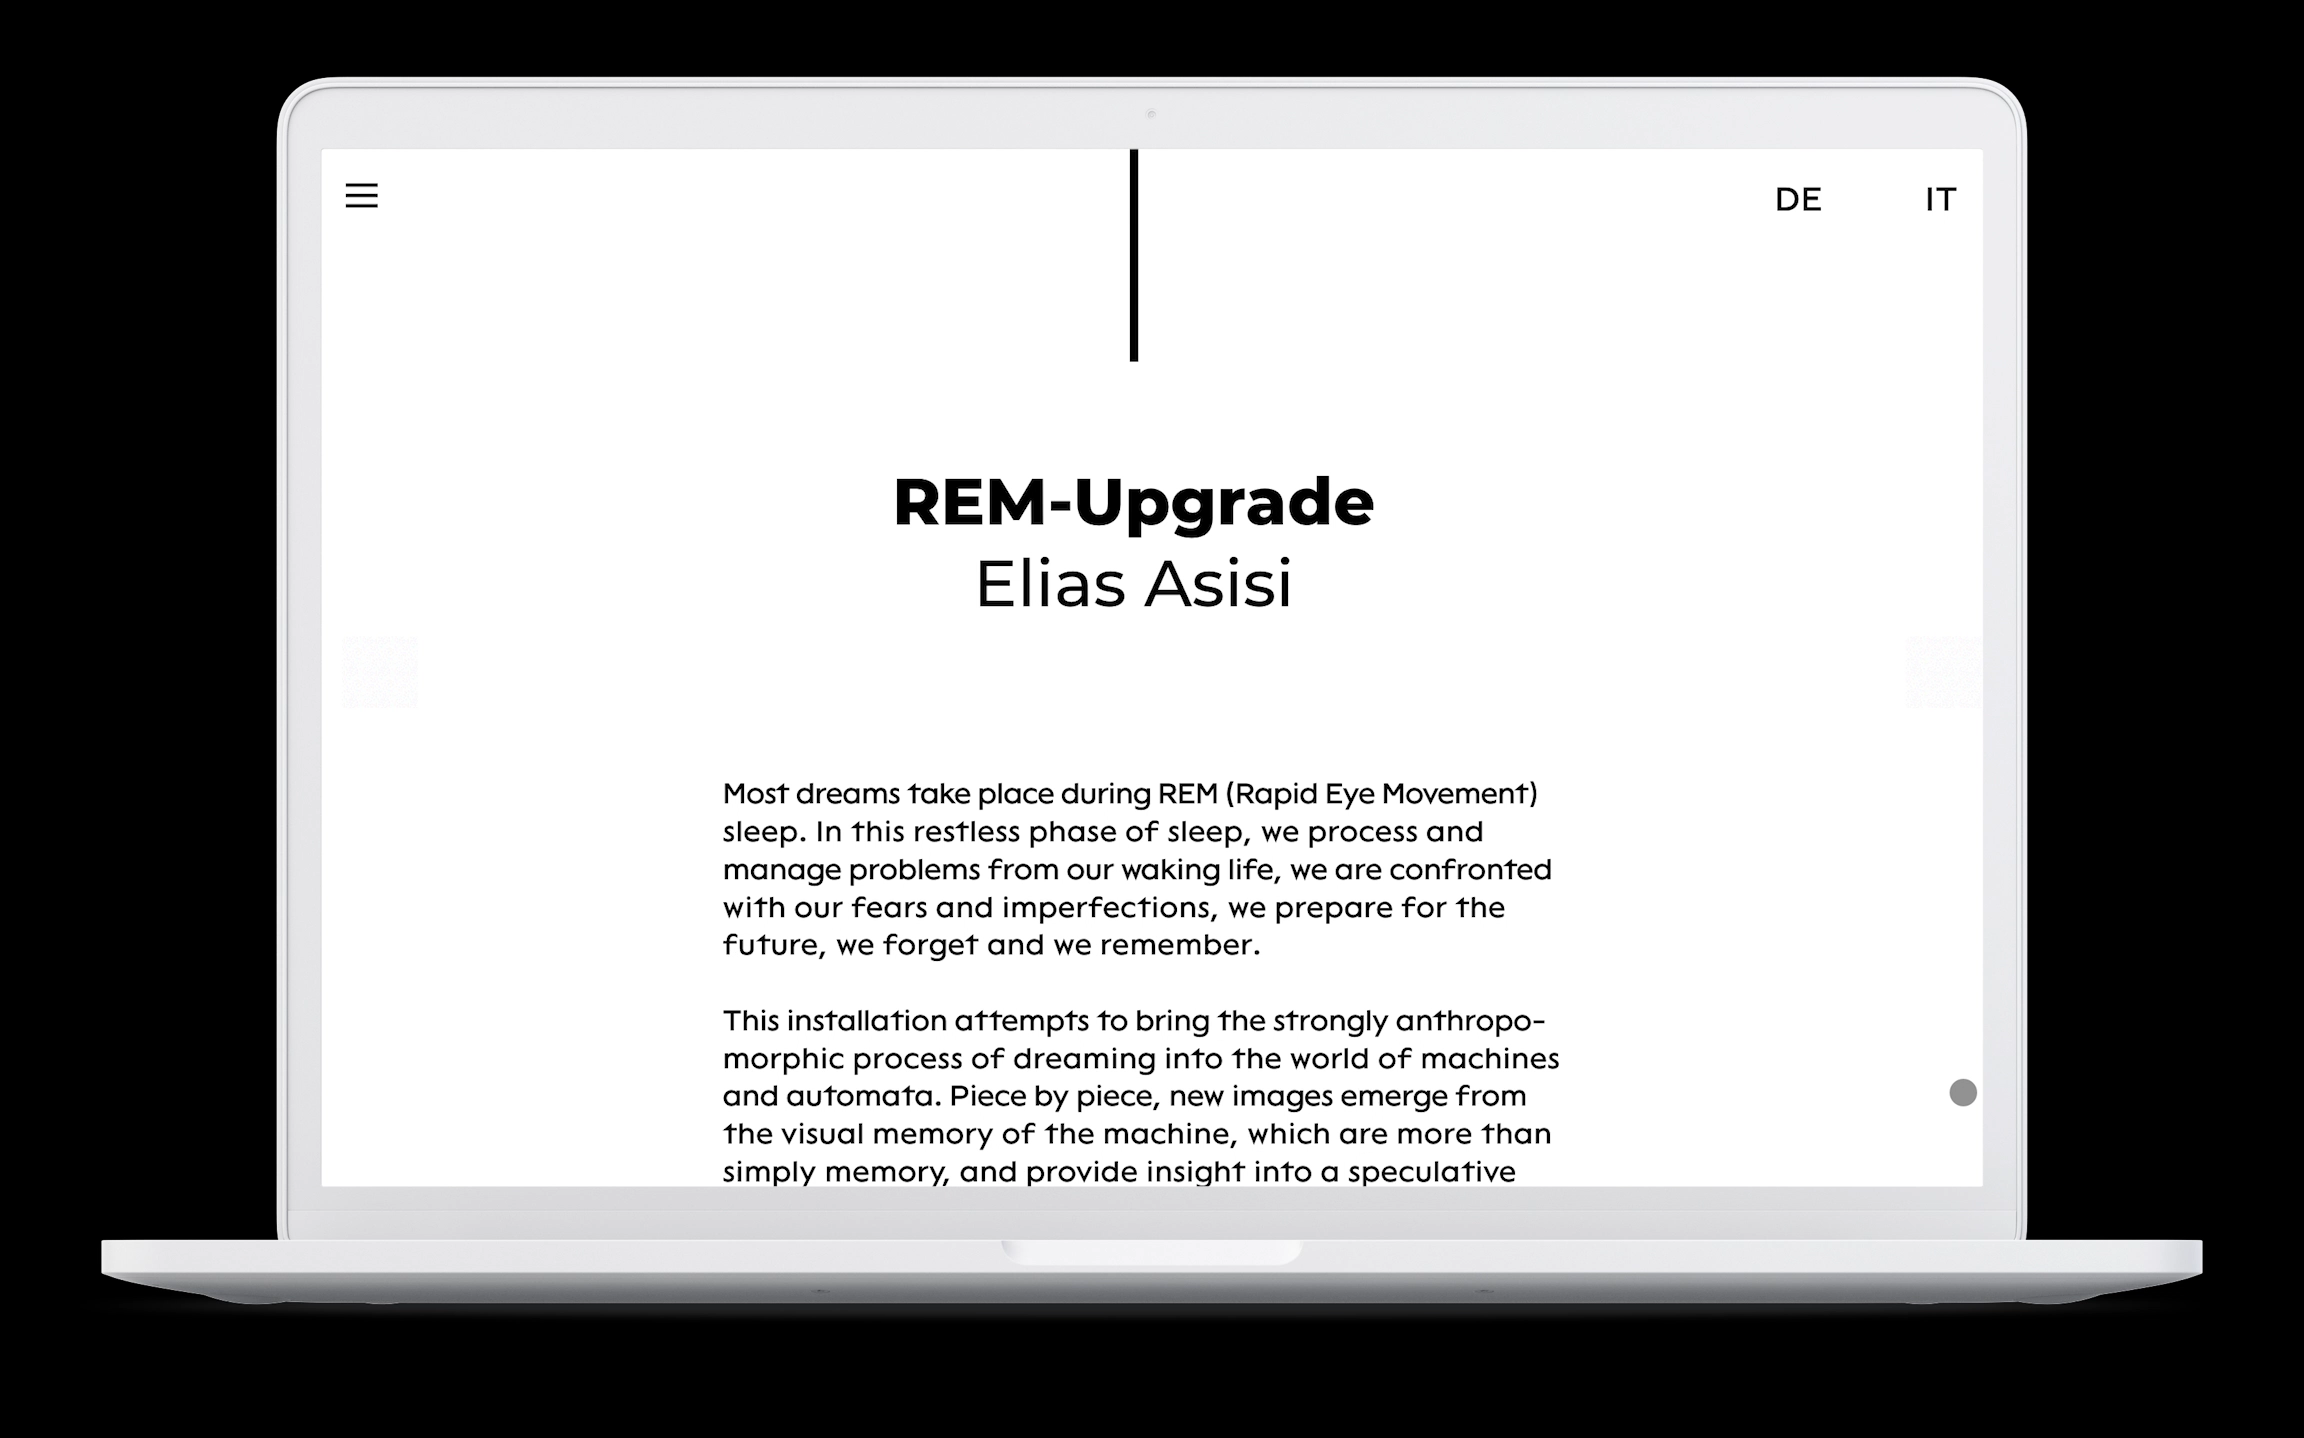 DE IT
REM-Upgrade
Elias Asisi
Most dreams take place during REM (Rapid Eye Movement)
sleep. In this restless phase of sleep, we process and
manage problems from our waking life, we are confronted
with our fears and imperfections, we prepare for the
future, we forget and we remember.
This installation attempts to bring the strongly anthropo-
morphic process of dreaming into the world of machines
and automata. Piece by piece, new images emerge from
the visual memory of the machine, which are more than
simply memory, and provide insight into a speculative